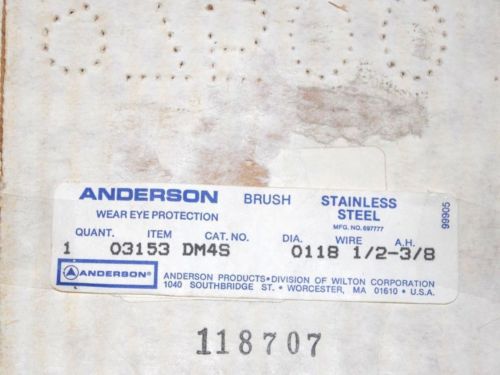 ANDERSON BRUSH STAINLESS STEEL
WEAR EYE PROTECTION
MFG. NO. 697777
QUANT. ITEM CAT. NO. DIA. WIRE A.H.
1 03153 DM4S 0118 1/2-3/8
ANDERSON
ANDERSON PRODUCTS•DIVISION OF WILTON CORPORATION
1040 SOUTHBRIDGE ST. • WORCESTER, MA 01610 • U.S.A.
99905
118707